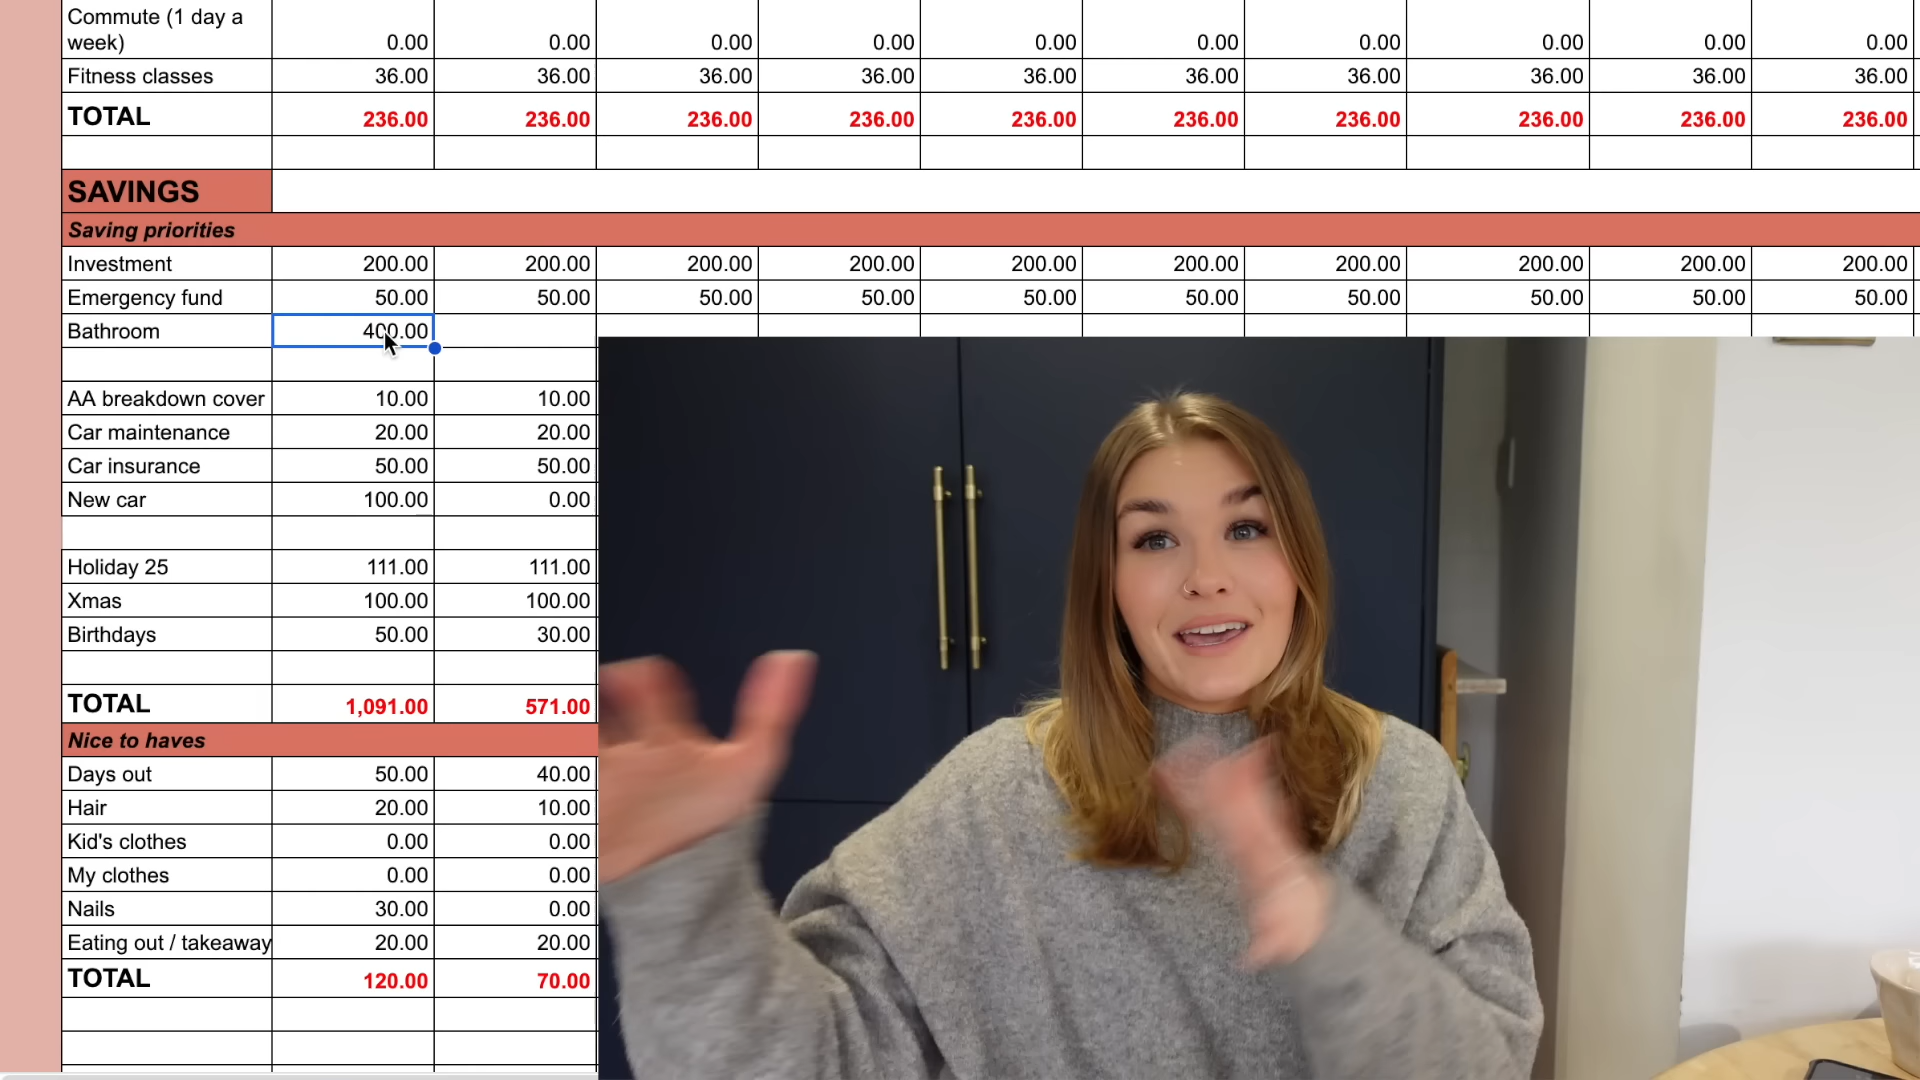 Commute (1 day a
week) 0.00 0.00 0.00 0.00 0.00 0.00 0.00 0.00 0.00 0.00
Fitness classes 36.00 36.00 36.00 36.00 36.00 36.00 36.00 36.00 36.00 36.00
TOTAL 236.00 236.00 236.00 236.00 236.00 236.00 236.00 236.00 236.00 236.00
SAVINGS
Saving priorities
Investment 200.00 200.00 200.00 200.00 200.00 200.00 200.00 200.00 200.00 200.00
Emergency fund 50.00 50.00 50.00 50.00 50.00 50.00 50.00 50.00 50.00 50.00
Bathroom 400.00
AA breakdown cover 10.00 10.00
Car maintenance 20.00 20.00
Car insurance 50.00 50.00
New car 100.00 0.00
Holiday 25 111.00 111.00
Xmas 100.00 100.00
Birthdays 50.00 30.00
TOTAL 1,091.00 571.00
Nice to haves
Days out 50.00 40.00
Hair 20.00 10.00
Kid's clothes 0.00 0.00
My clothes 0.00 0.00
Nails 30.00 0.00
Eating out / takeaway 20.00 20.00
TOTAL 120.00 70.00